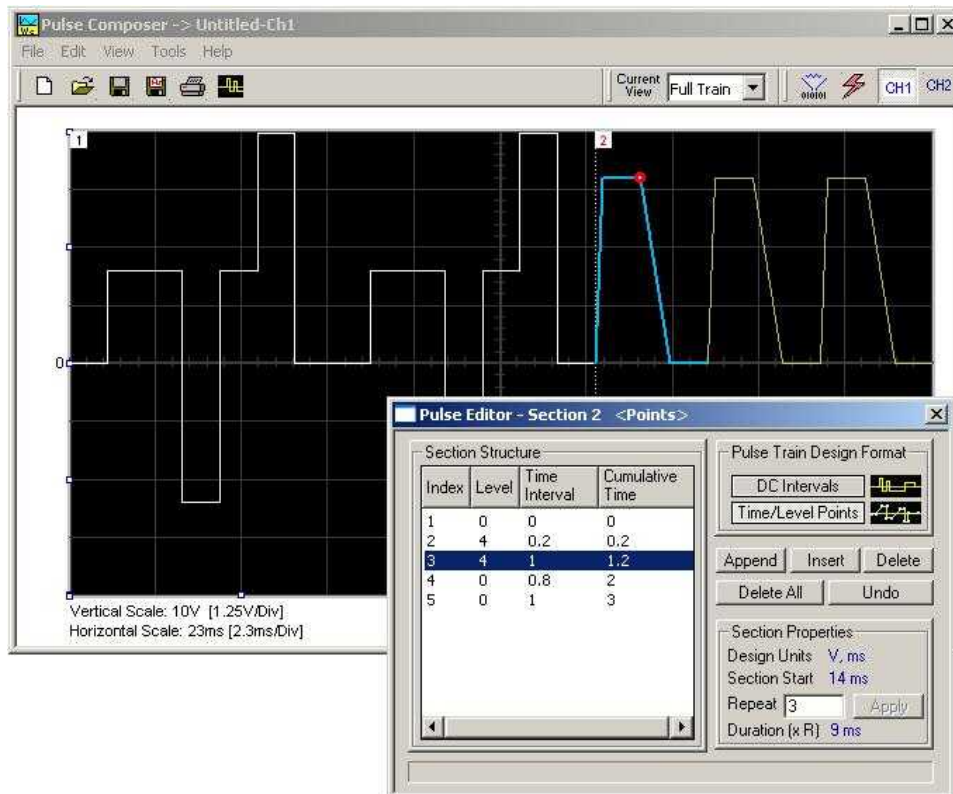 Pulse Composer -> Untitled-Ch1
File Edit View Tools Help
Current View Full Train
010101
CH1 CH2
1
2
0
Vertical Scale: 10V [1.25V/Div]
Horizontal Scale: 23ms [2.3ms/Div]
Pulse Editor - Section 2 <Points>
Section Structure
Index Level Time Interval Cumulative Time
1 0 0 0
2 4 0.2 0.2
3 4 1 1.2
4 0 0.8 2
5 0 1 3
Pulse Train Design Format
DC Intervals
Time/Level Points
Append Insert Delete
Delete All Undo
Section Properties
Design Units V, ms
Section Start 14 ms
Repeat 3 Apply
Duration (x R) 9 ms